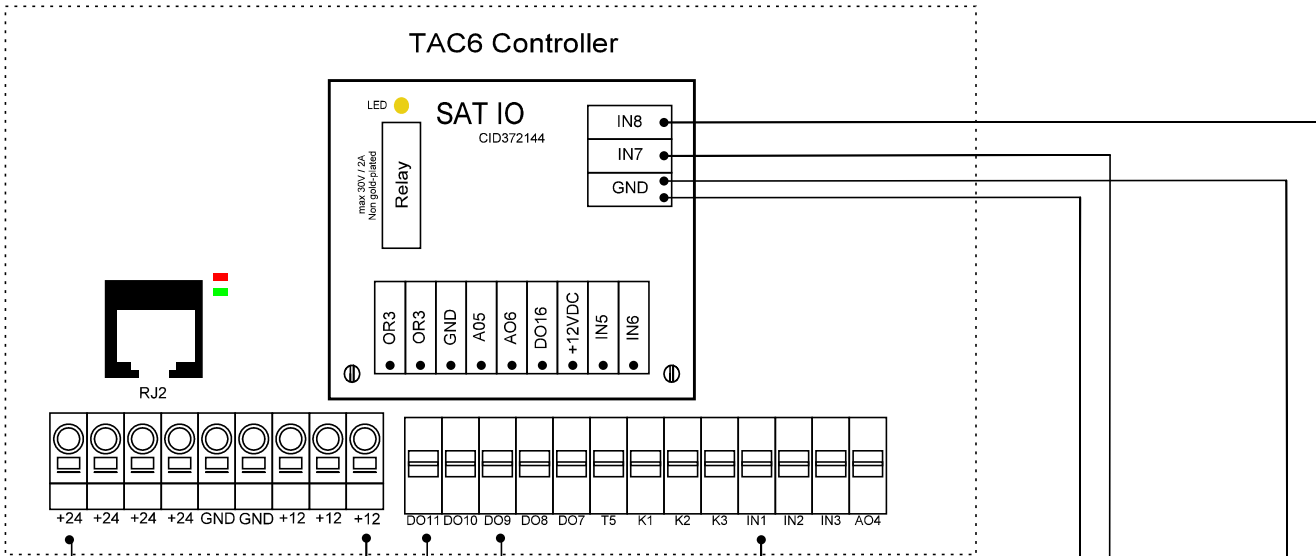 TAC6 Controller
LED
SAT IO
CID372144
max 30V / 2A
Non gold-plated
Relay
IN8
IN7
GND
OR3 OR3 GND A05 AO6 DO16 +12VDC IN5 IN6
RJ2
+24 +24 +24 +24 GND GND +12 +12 +12
DO11 DO10 DO9 DO8 DO7 T5 K1 K2 K3 IN1 IN2 IN3 AO4